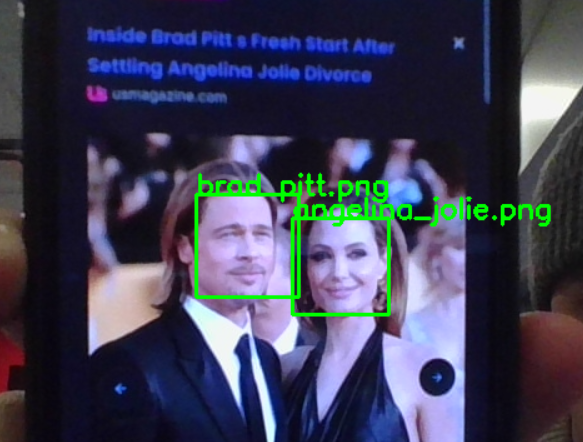 Inside Brad Pitt s Fresh Start After
Settling Angelina Jolie Divorce
Us usmagazine.com
brad_pitt.png
angelina_jolie.png